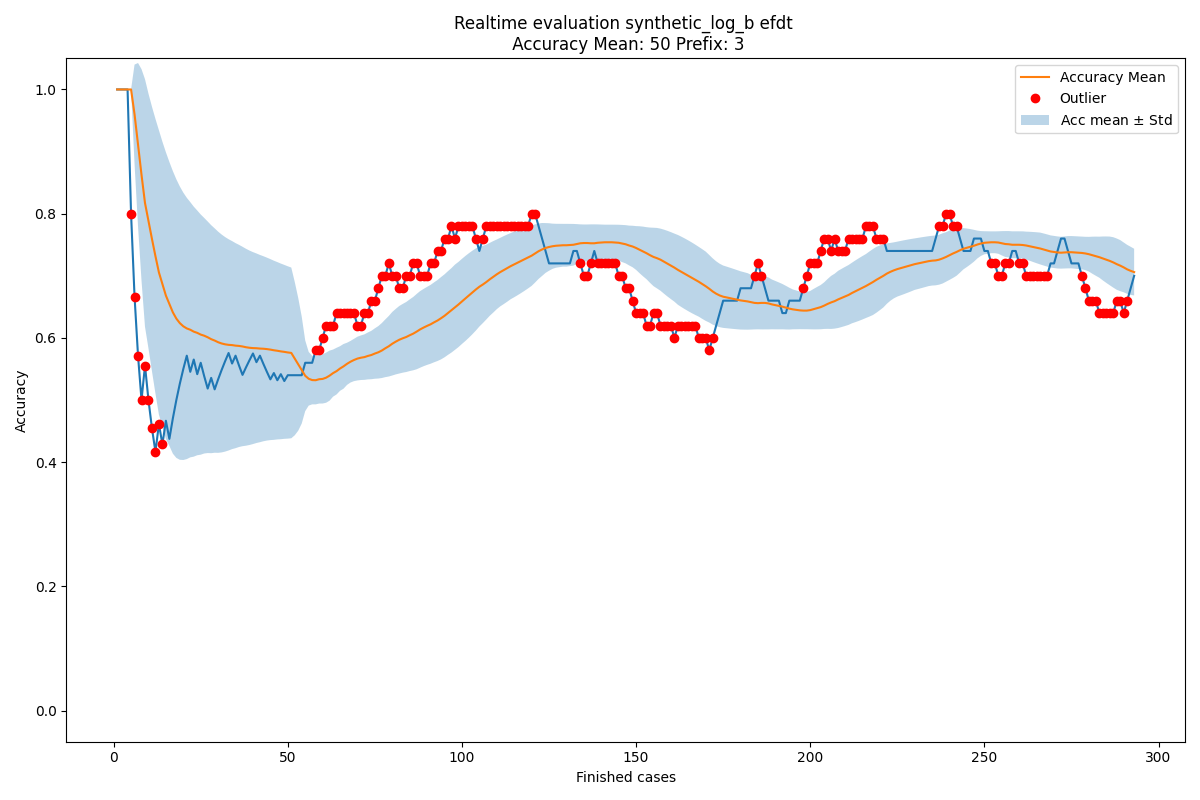 Realtime evaluation synthetic_log_b efdt
Accuracy Mean: 50 Prefix: 3
Accuracy Mean
Outlier
Acc mean ± Std
Accuracy
1.0
0.8
0.6
0.4
0.2
0.0
0 50 100 150 200 250 300
Finished cases